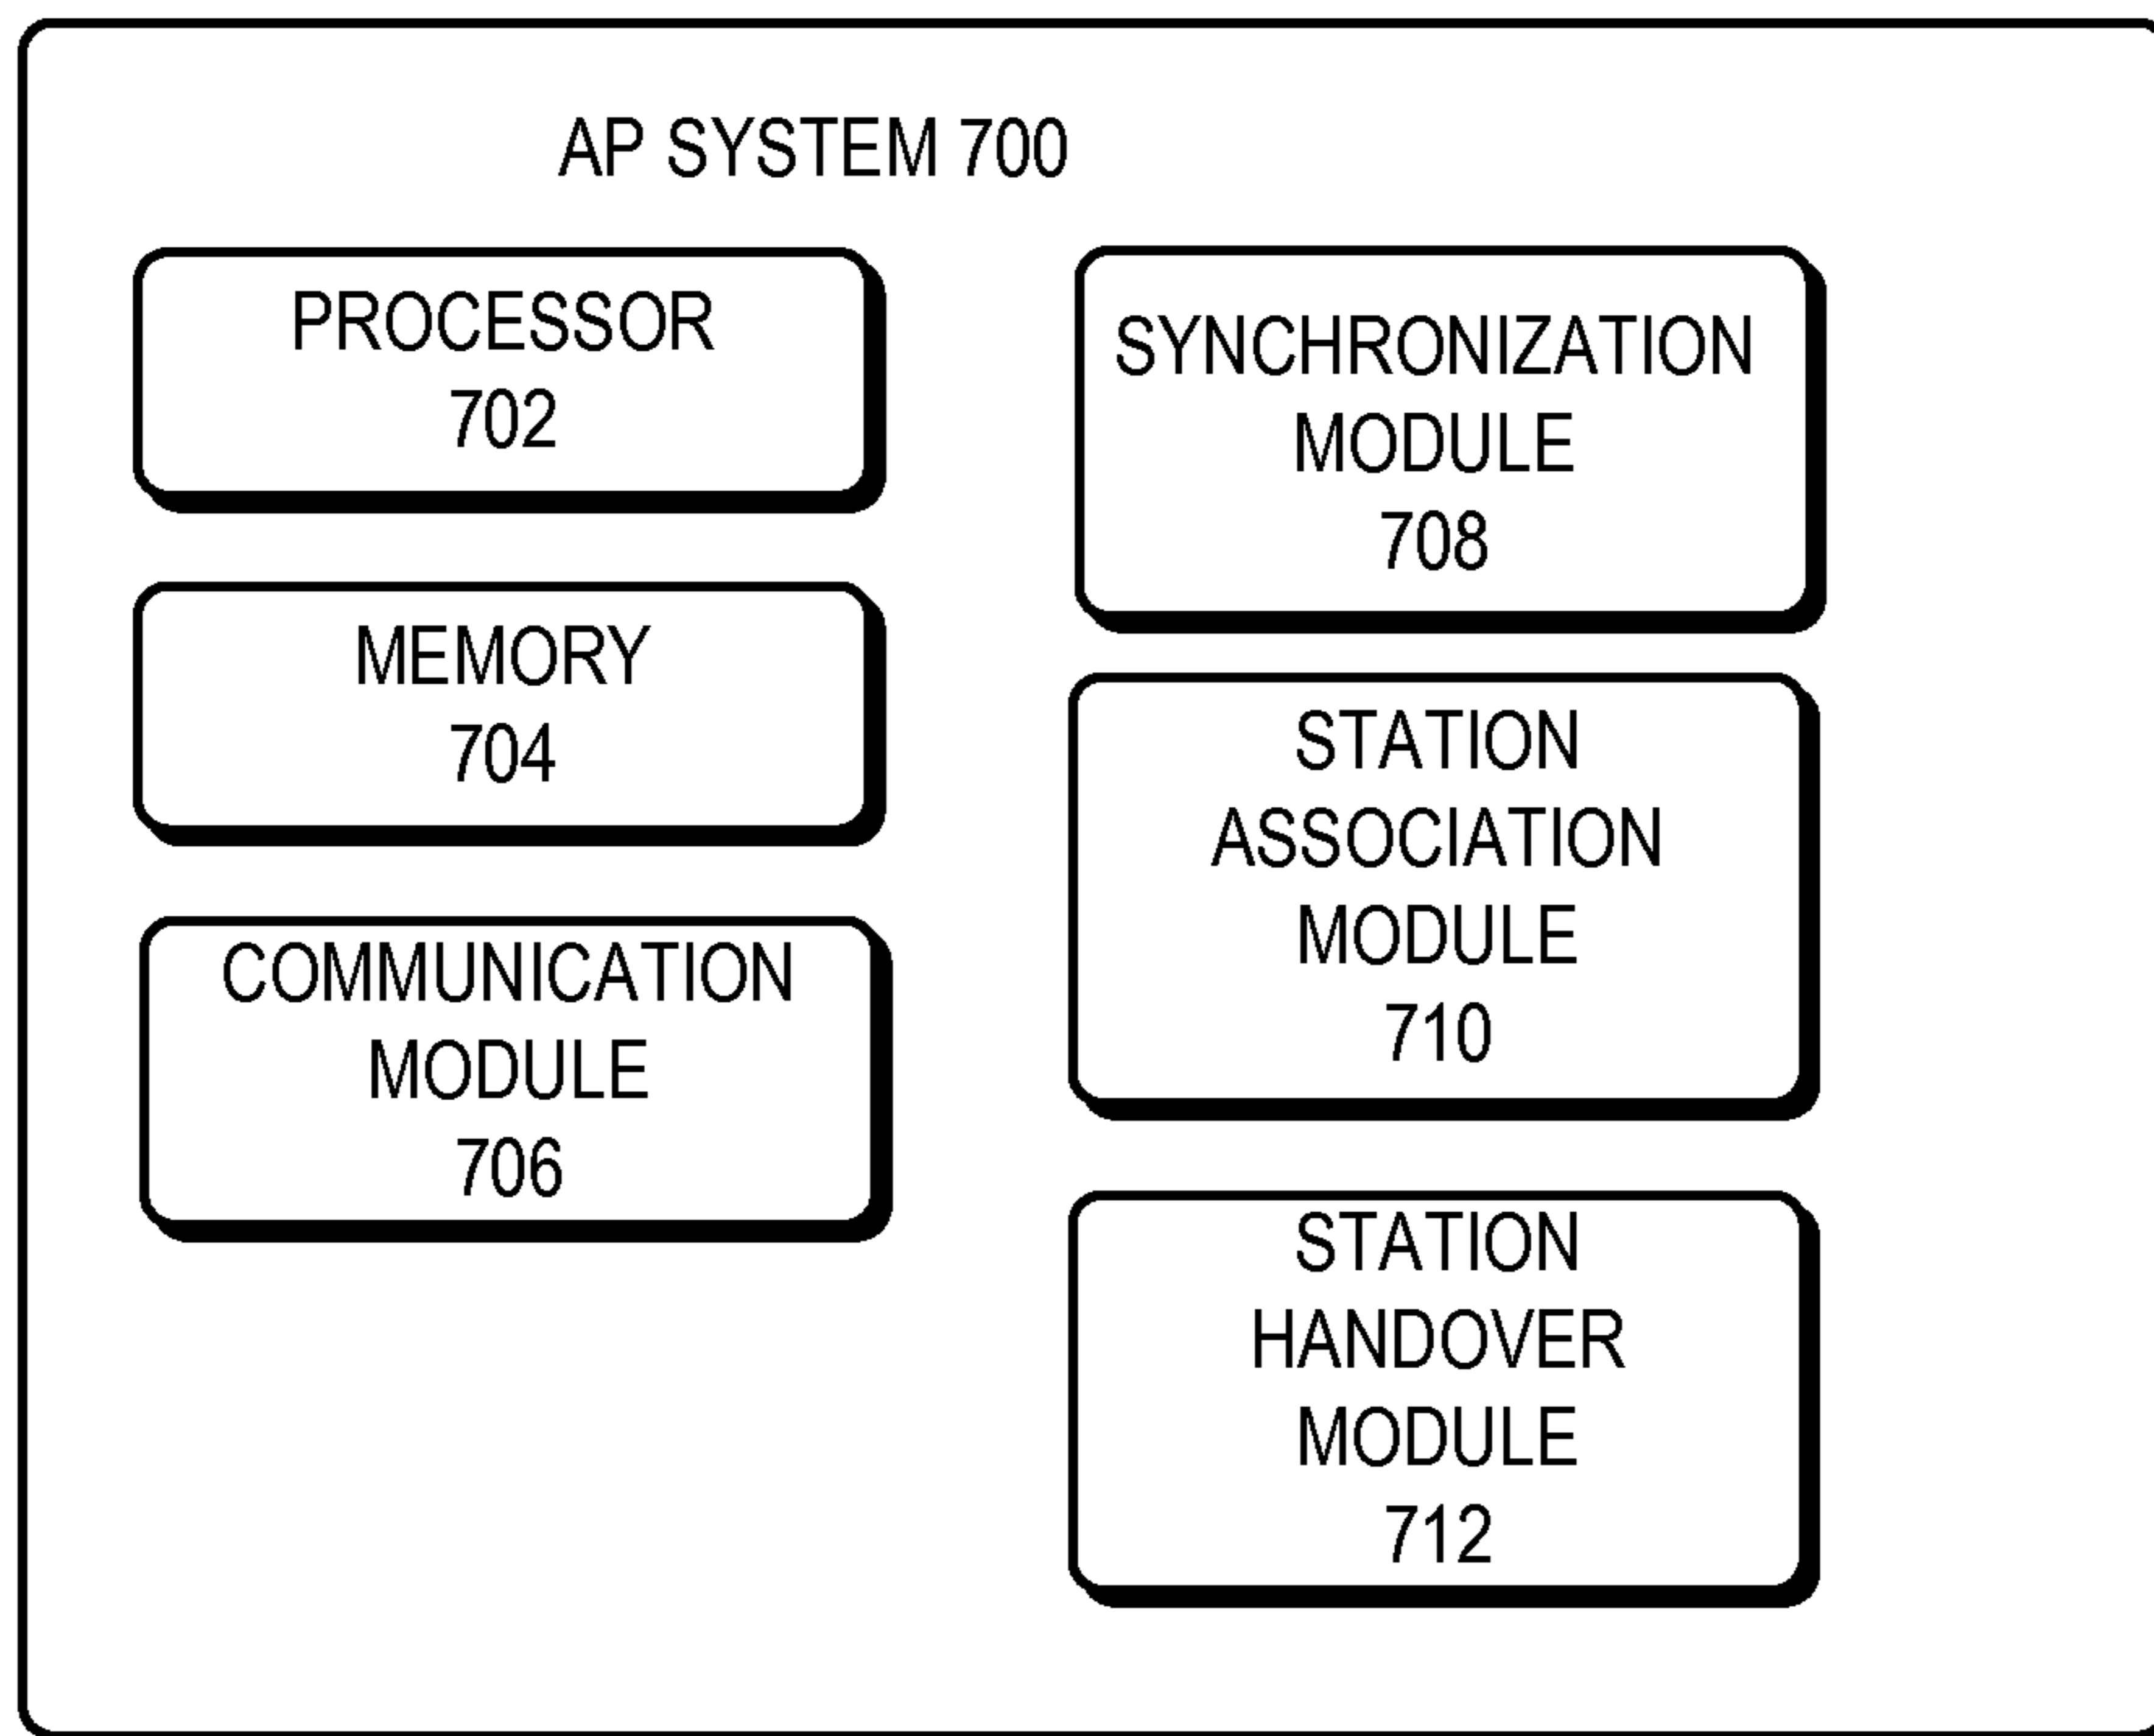 AP SYSTEM 700
PROCESSOR
702
MEMORY
704
COMMUNICATION
MODULE
706
SYNCHRONIZATION
MODULE
708
STATION
ASSOCIATION
MODULE
710
STATION
HANDOVER
MODULE
712